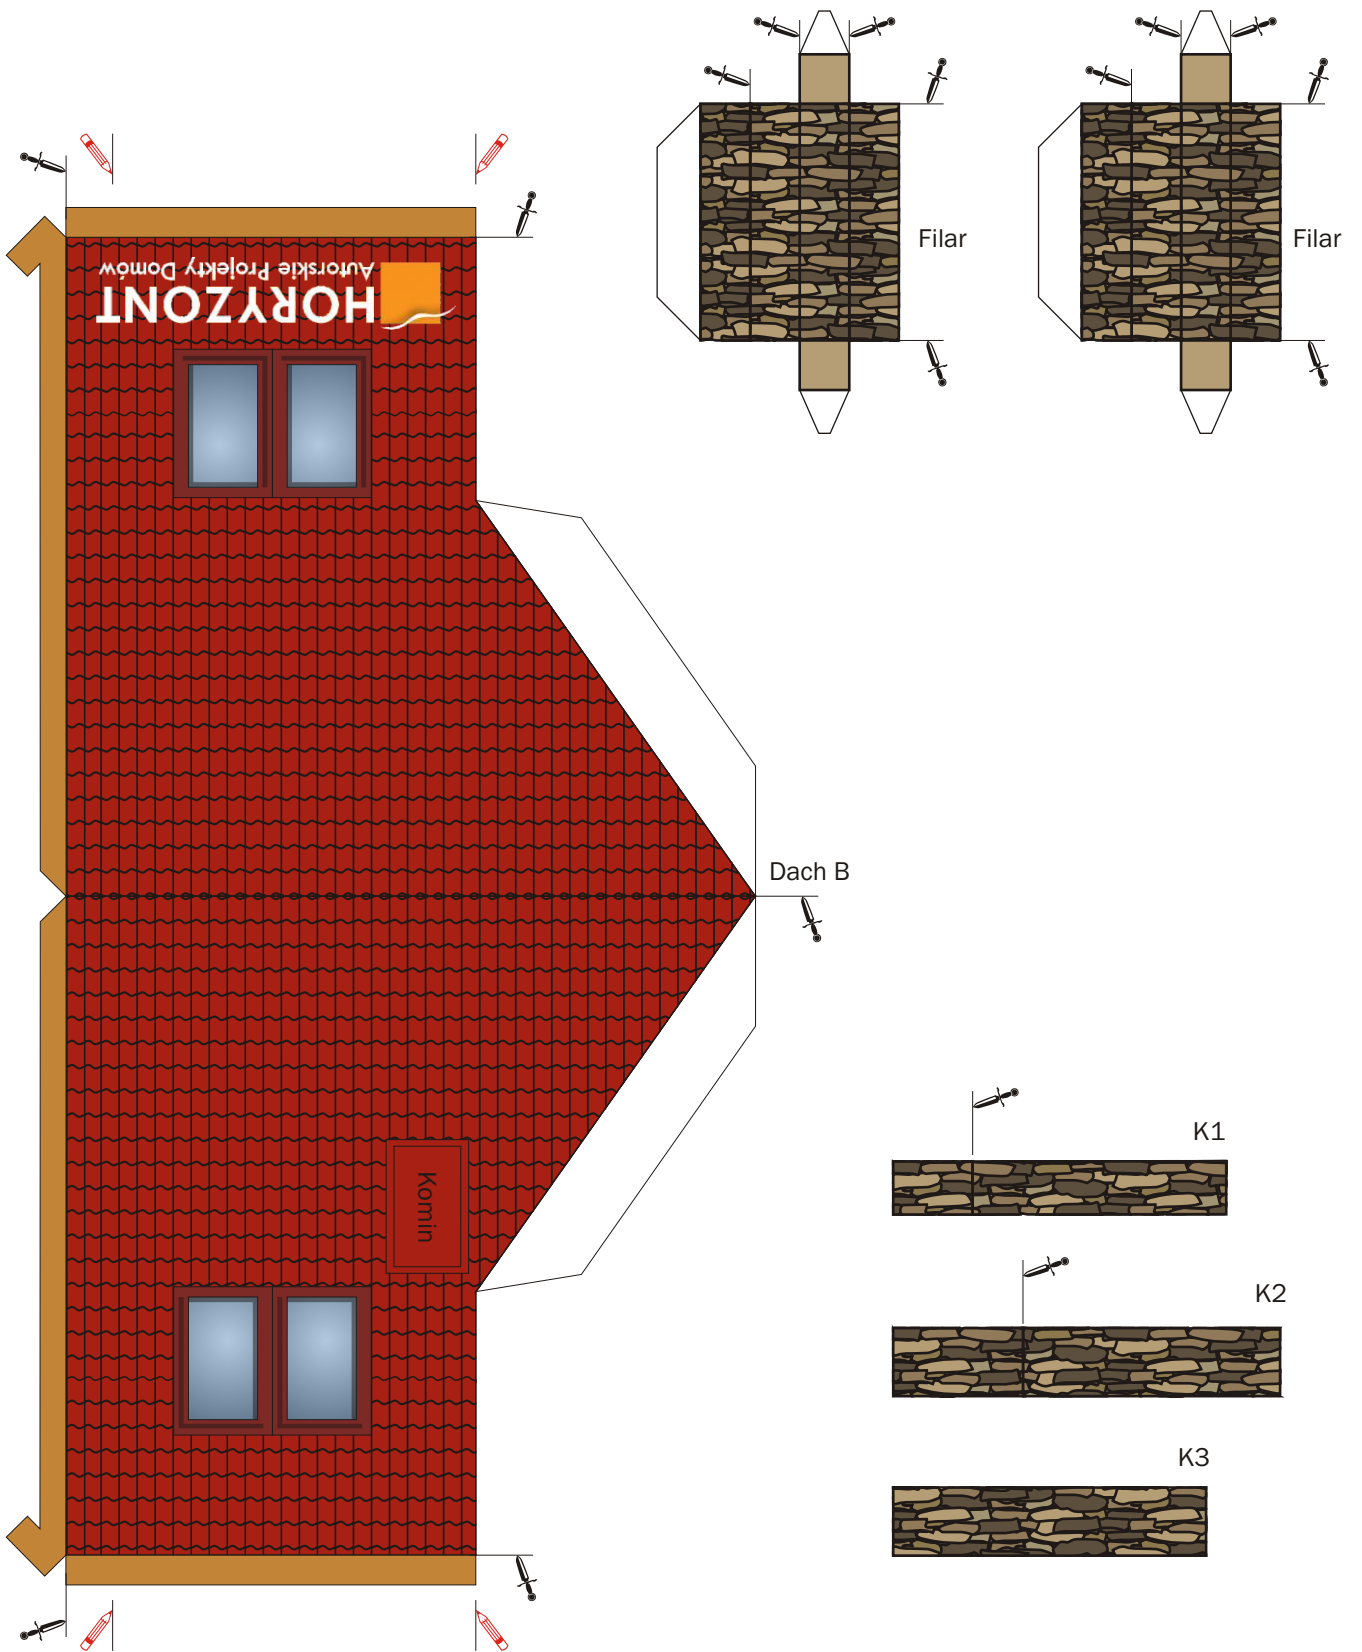 Filar
Filar
HORYZONT
Autorskie Projekty Domów
Dach B
Komin
K1
K2
K3